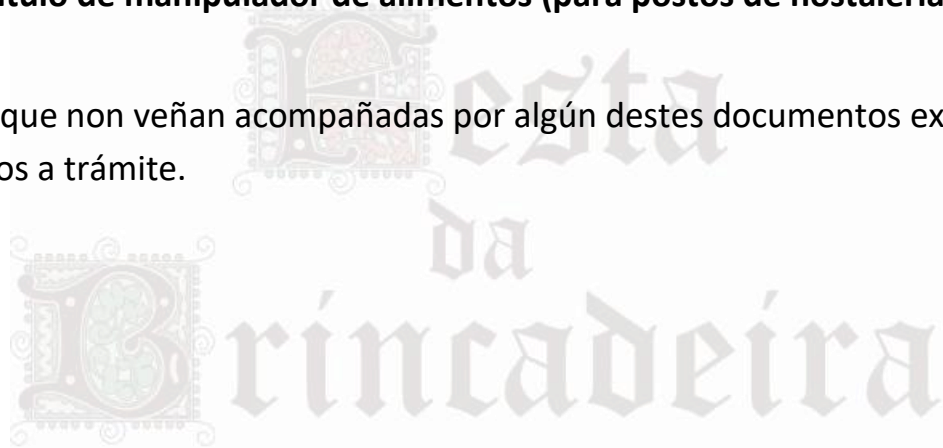 tulo de manipulador de alimentos (para postos de hostalería
que non veñan acompañadas por algún destes documentos ex
os a trámite.
Festa
da
Brincadeira